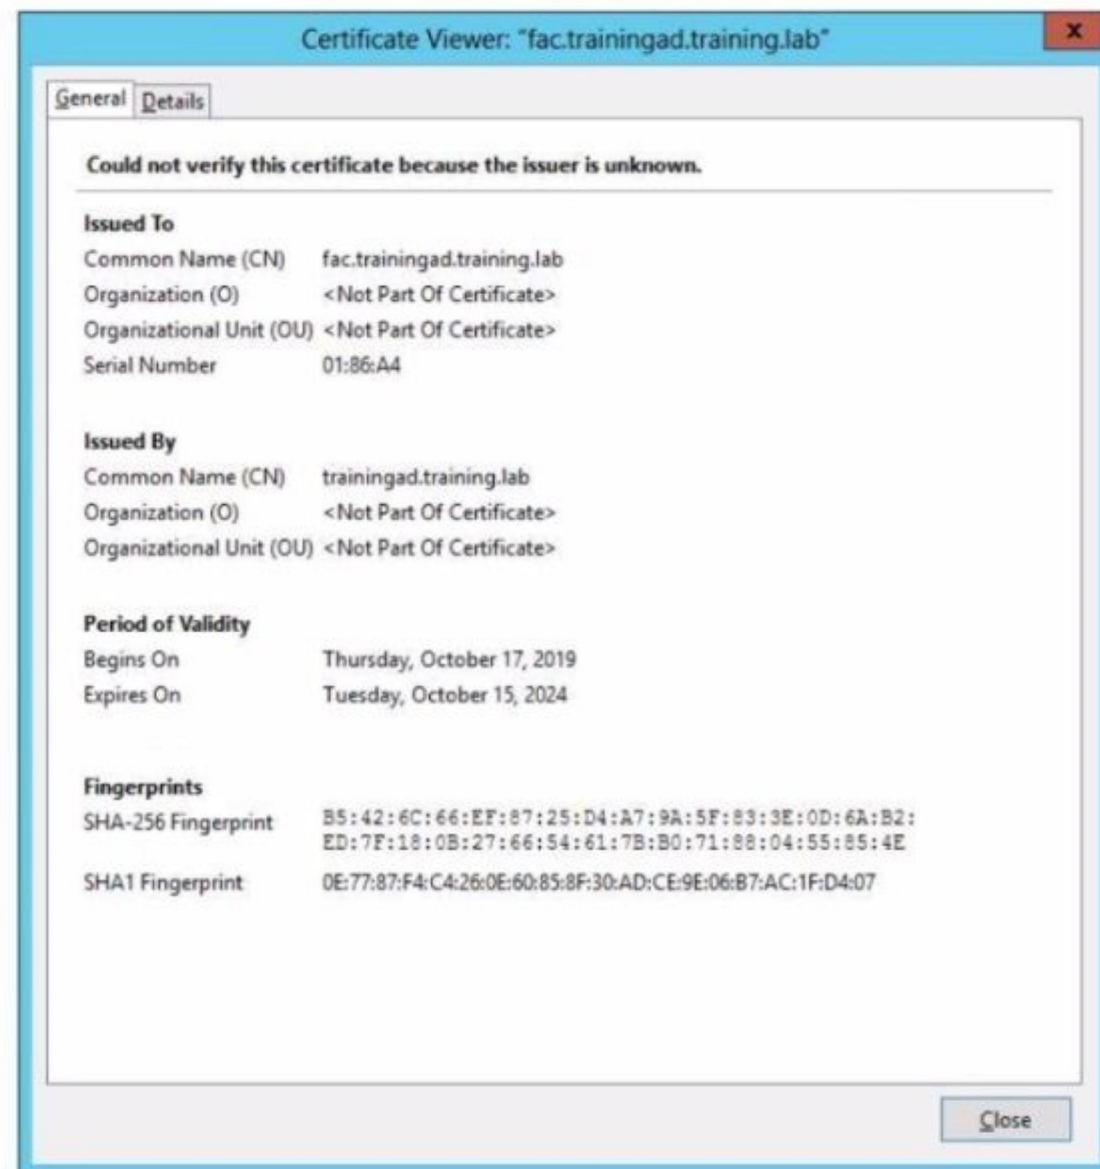 Certificate Viewer: "fac.trainingad.training.lab"
x
General Details
Could not verify this certificate because the issuer is unknown.
Issued To
Common Name (CN) fac.trainingad.training.lab
Organization (O) <Not Part Of Certificate>
Organizational Unit (OU) <Not Part Of Certificate>
Serial Number 01:86:A4
Issued By
Common Name (CN) trainingad.training.lab
Organization (O) <Not Part Of Certificate>
Organizational Unit (OU) <Not Part Of Certificate>
Period of Validity
Begins On Thursday, October 17, 2019
Expires On Tuesday, October 15, 2024
Fingerprints
SHA-256 Fingerprint B5:42:6C:66:EF:87:25:D4:A7:9A:5F:83:3E:0D:6A:B2:
ED:7F:18:0B:27:66:54:61:7B:B0:71:88:04:55:85:4E
SHA1 Fingerprint 0E:77:87:F4:C4:26:0E:60:85:8F:30:AD:CE:9E:06:B7:AC:1F:D4:07
Close